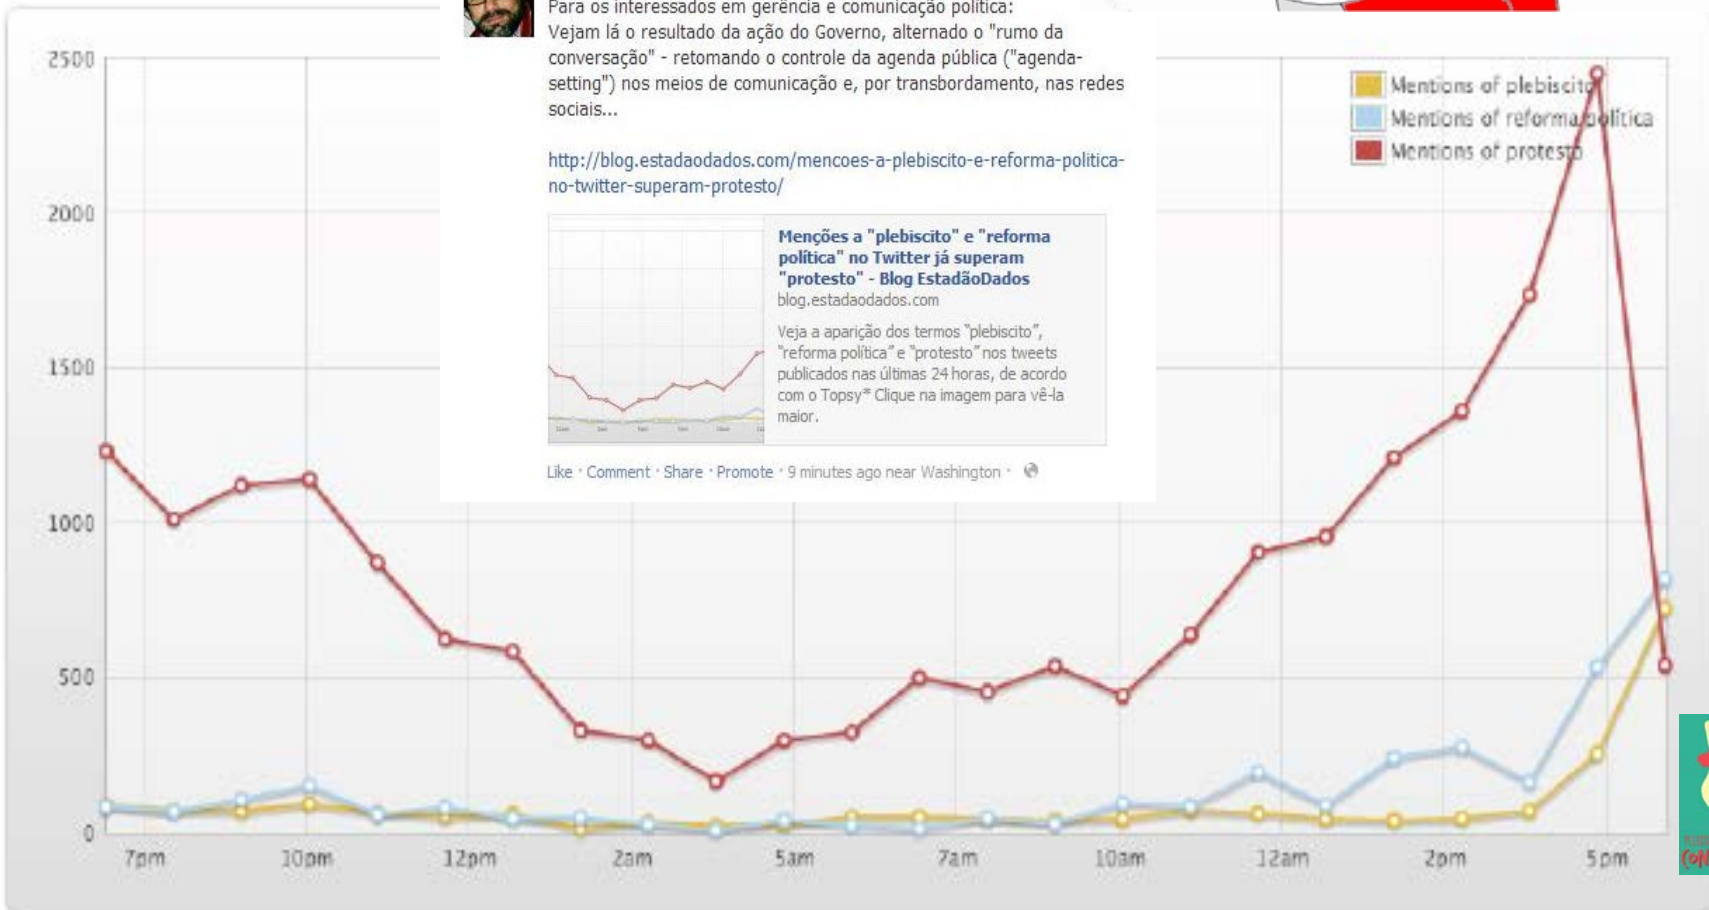 Para os interessados em gerência e comunicação política:
Vejam lá o resultado da ação do Governo, alternado o "rumo da
conversação" - retomando o controle da agenda pública ("agenda-
setting") nos meios de comunicação e, por transbordamento, nas redes
sociais...
http://blog.estadaodados.com/mencoes-a-plebiscito-e-reforma-politica-
no-twitter-superam-protesto/
Menções a "plebiscito" e "reforma
política" no Twitter já superam
"protesto" - Blog EstadãoDados
blog.estadaodados.com
Veja a aparição dos termos "plebiscito",
"reforma política" e "protesto" nos tweets
publicados nas últimas 24 horas, de acordo
com o Topsy* Clique na imagem para vê-la
maior.
Like · Comment · Share · Promote · 9 minutes ago near Washington ·
Mentions of plebiscito
Mentions of reforma política
Mentions of protesto
2500
2000
1500
1000
500
0
7pm 10pm 12pm 2am 5am 7am 10am 12am 2pm 5pm